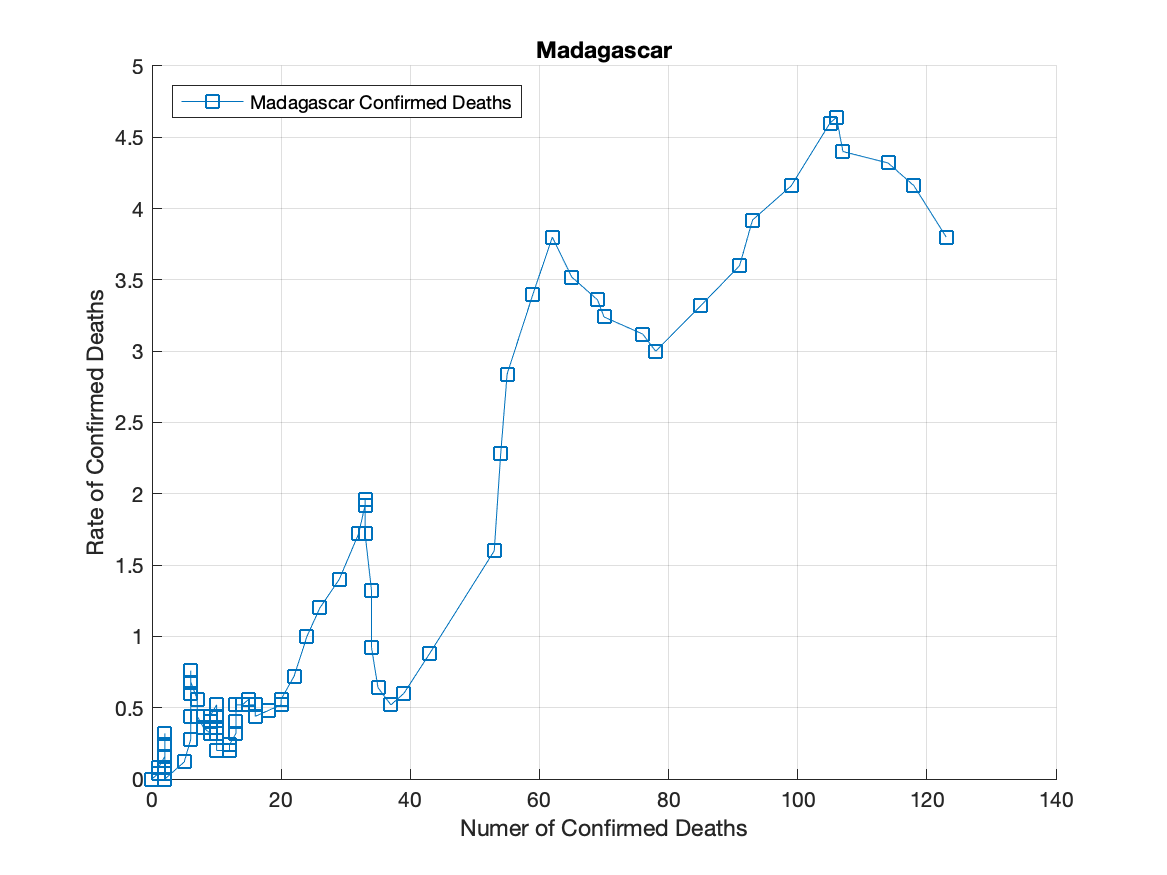 Madagascar
Madagascar Confirmed Deaths
5
4.5
4
3.5
3
2.5
2
1.5
1
0.5
0
Rate of Confirmed Deaths
0 20 40 60 80 100 120 140
Numer of Confirmed Deaths